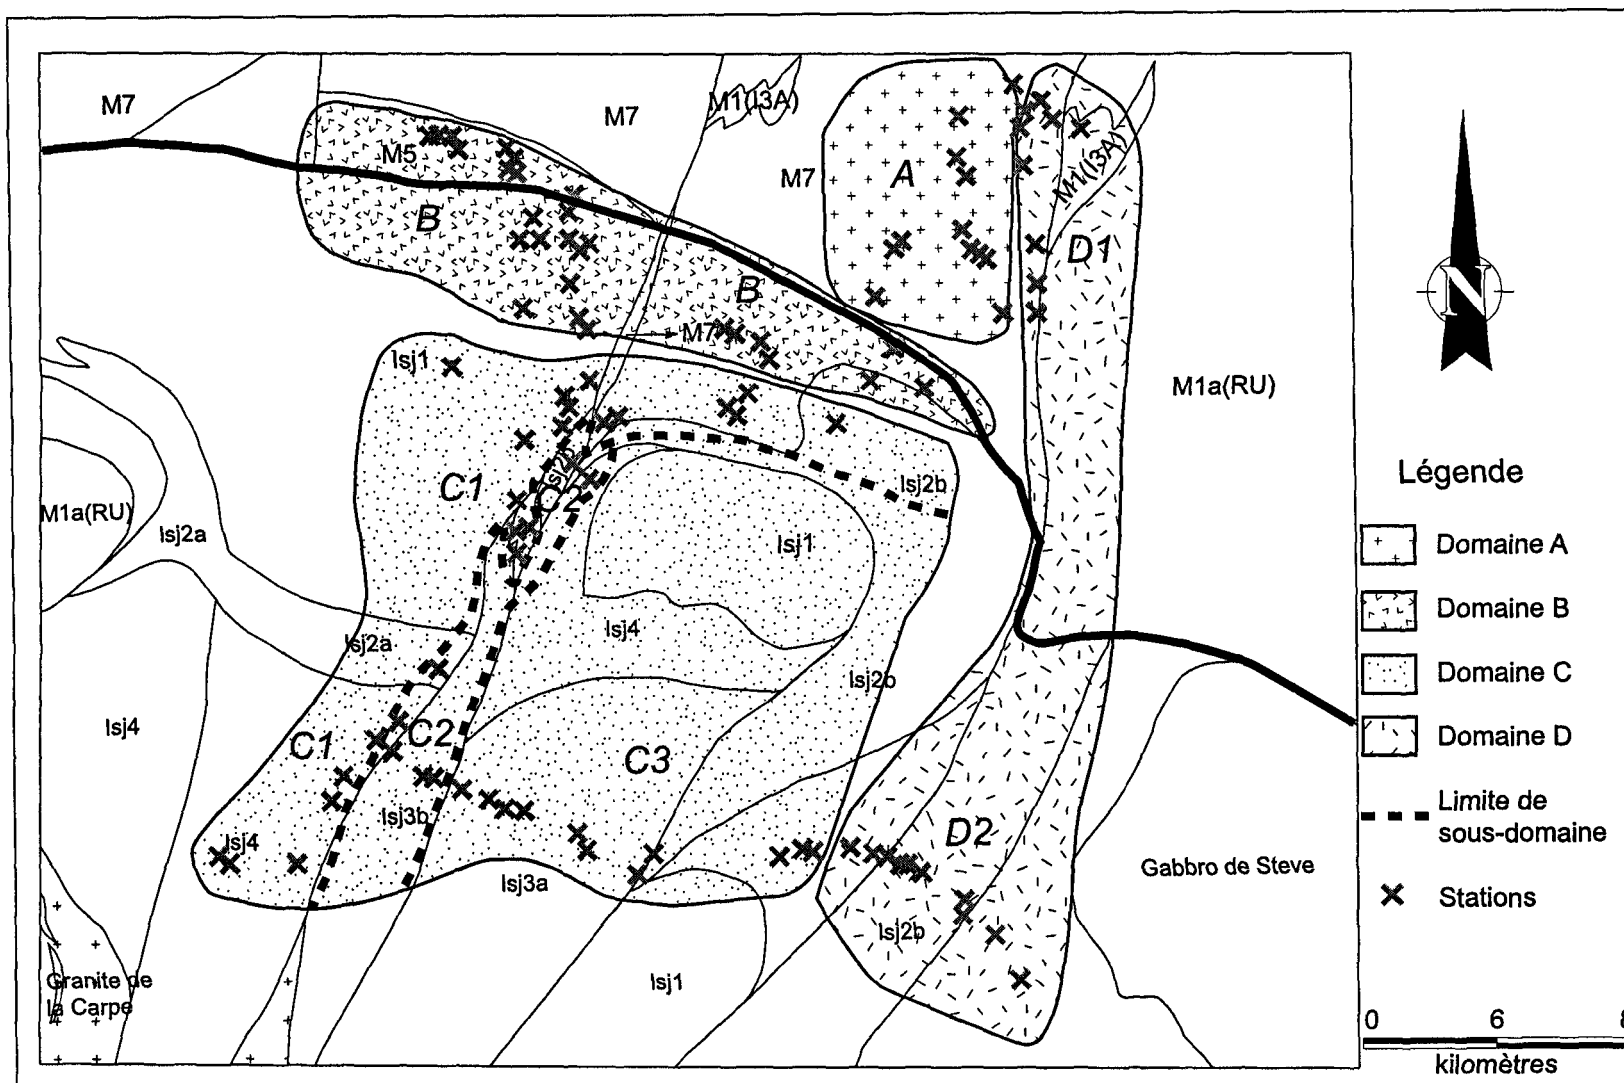 M7
M7
M1(I3A)
M7
M5
A
M1(I3A)
B
D1
B
M7
Isj1
M1a(RU)
C1
Isj2b
C2
Isj2b
M1a(RU)
Isj2a
Isj1
Isj2a
Isj4
Isj2b
Isj4
C1
C2
C3
Isj3b
Isj4
D2
Isj3a
Gabbro de Steve
Isj2b
Granite de
la Carpe
Isj1
N
Légende
Domaine A
Domaine B
Domaine C
Domaine D
Limite de
sous-domaine
Stations
0 6
kilomètres